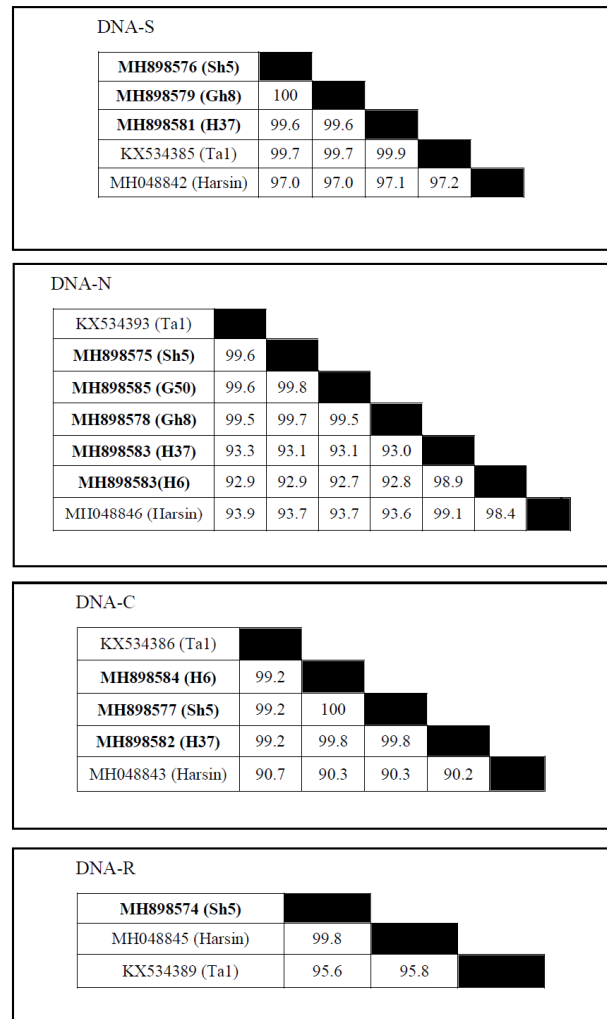 DNA-S
MH898576 (Sh5)
MH898579 (Gh8) 100
MH898581 (H37) 99.6 99.6
KX534385 (Ta1) 99.7 99.7 99.9
MH048842 (Harsin) 97.0 97.0 97.1 97.2
DNA-N
KX534393 (Ta1)
MH898575 (Sh5) 99.6
MH898585 (G50) 99.6 99.8
MH898578 (Gh8) 99.5 99.7 99.5
MH898583 (H37) 93.3 93.1 93.1 93.0
MH898583(H6) 92.9 92.9 92.7 92.8 98.9
MH048846 (Harsin) 93.9 93.7 93.7 93.6 99.1 98.4
DNA-C
KX534386 (Ta1)
MH898584 (H6) 99.2
MH898577 (Sh5) 99.2 100
MH898582 (H37) 99.2 99.8 99.8
MH048843 (Harsin) 90.7 90.3 90.3 90.2
DNA-R
MH898574 (Sh5)
MH048845 (Harsin) 99.8
KX534389 (Ta1) 95.6 95.8